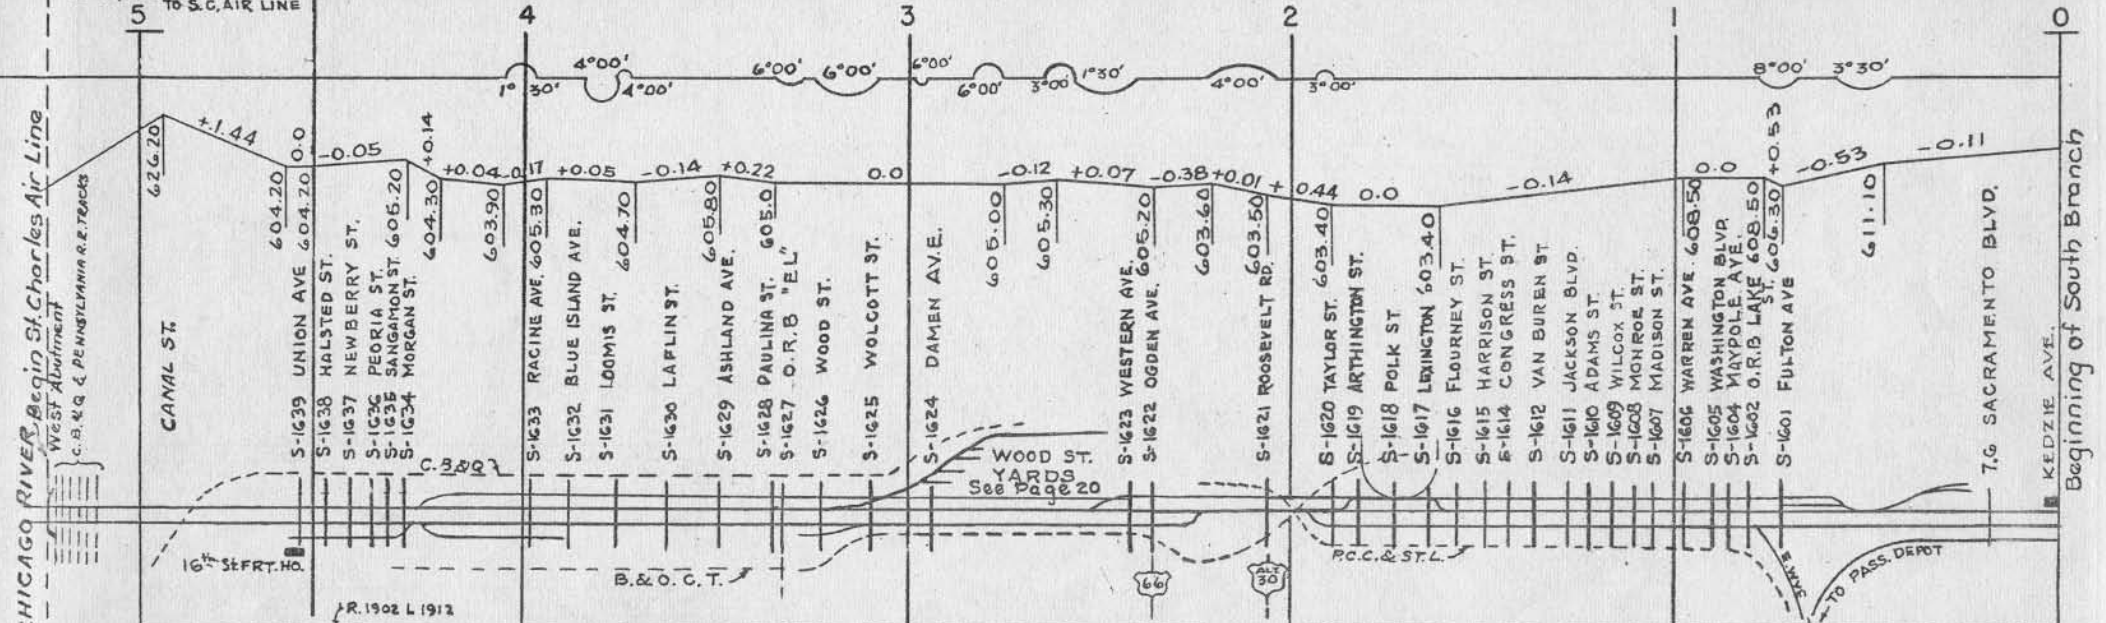 TO S.C. AIR LINE
5
4
3
2
1
0
1°30'
4°00'
4°00'
6°00'
6°00'
6°00'
6°00'
3°00'
1°30'
4°00'
3°00'
8°00'
3°30'
+1.44
0.0
-0.05
+0.14
+0.04
-0.17
+0.05
-0.14
+0.22
0.0
-0.12
+0.07
-0.38
+0.01
+0.44
0.0
-0.14
0.0
+0.53
-0.53
-0.11
626.20
604.20
604.20
605.20
604.30
603.90
605.30
604.70
605.80
605.0
605.00
605.30
605.20
603.60
603.50
603.40
603.40
608.50
608.50
606.30
611.10
CHICAGO RIVER, Begin St. Charles Air Line
West Abutment
C.B.& Q. & PENNSYLVANIA R.R. TRACKS
CANAL ST.
S-1639 UNION AVE
S-1638 HALSTED ST.
S-1637 NEWBERRY ST.
S-1636 PEORIA ST.
S-1635 SANGAMON ST.
S-1634 MORGAN ST.
S-1633 RACINE AVE.
S-1632 BLUE ISLAND AVE.
S-1631 LOOMIS ST.
S-1630 LAFLIN ST.
S-1629 ASHLAND AVE.
S-1628 PAULINA ST.
S-1627 O.R.B "EL"
S-1626 WOOD ST.
S-1625 WOLCOTT ST.
S-1624 DAMEN AVE.
S-1623 WESTERN AVE.
S-1622 OGDEN AVE.
S-1621 ROOSEVELT RD.
S-1620 TAYLOR ST.
S-1619 ARTHINGTON ST.
S-1618 POLK ST.
S-1617 LEXINGTON
S-1616 FLOURNEY ST.
S-1615 HARRISON ST.
S-1614 CONGRESS ST.
S-1612 VAN BUREN ST
S-1611 JACKSON BLVD.
S-1610 ADAMS ST.
S-1609 WILCOX ST.
S-1608 MONROE ST.
S-1607 MADISON ST.
S-1606 WARREN AVE.
S-1605 WASHINGTON BLVD.
S-1604 MAYPOLE AVE.
S-1602 O.R.B LAKE ST.
S-1601 FULTON AVE
7.6 SACRAMENTO BLVD.
KEDZIE AVE.
Beginning of South Branch
C.B.&Q.
WOOD ST.
YARDS
See Page 20
16th St FRT. HO.
B.& O.C.T.
P.C.C.& ST.L.
66
ALT
30
TO PASS. DEPOT
R.1902 L 1912